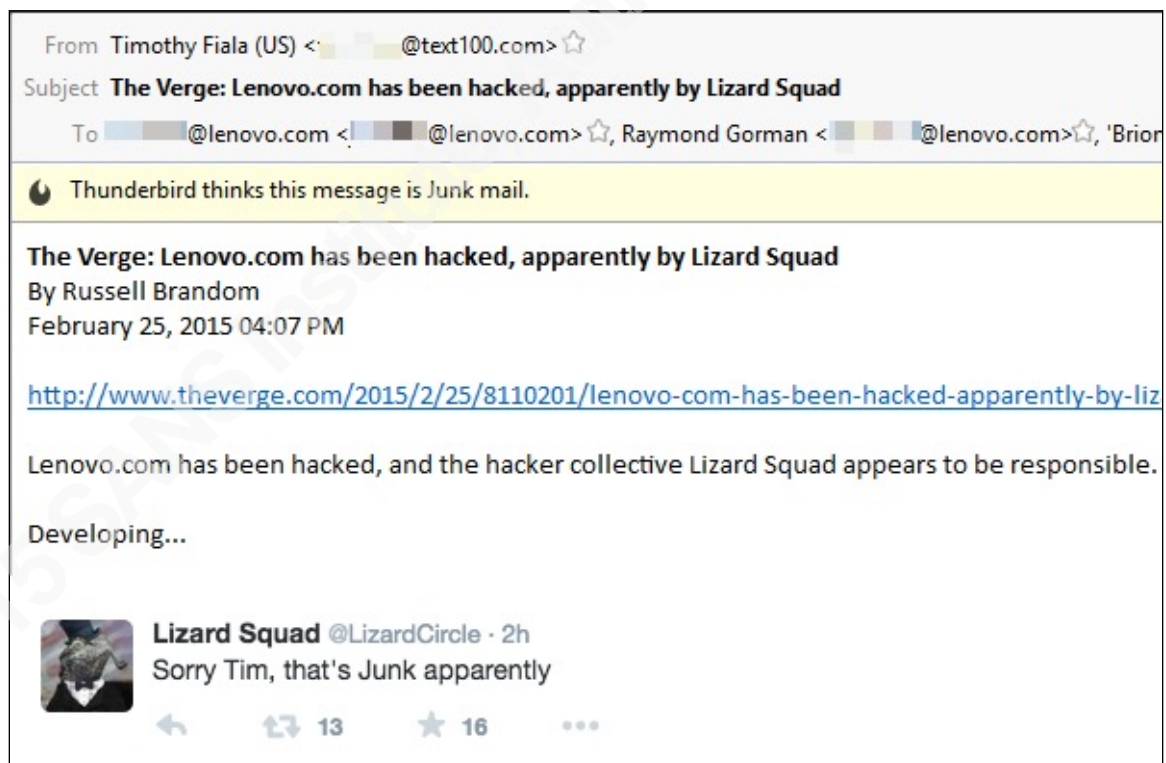 From Timothy Fiala (US) < @text100.com>
Subject The Verge: Lenovo.com has been hacked, apparently by Lizard Squad
To @lenovo.com < @lenovo.com> , Raymond Gorman < @lenovo.com>, 'Brion
Thunderbird thinks this message is Junk mail.
The Verge: Lenovo.com has been hacked, apparently by Lizard Squad
By Russell Brandom
February 25, 2015 04:07 PM
http://www.theverge.com/2015/2/25/8110201/lenovo-com-has-been-hacked-apparently-by-liz
Lenovo.com has been hacked, and the hacker collective Lizard Squad appears to be responsible.
Developing...
Lizard Squad @LizardCircle · 2h
Sorry Tim, that's Junk apparently
13 16
15 SANS Institute